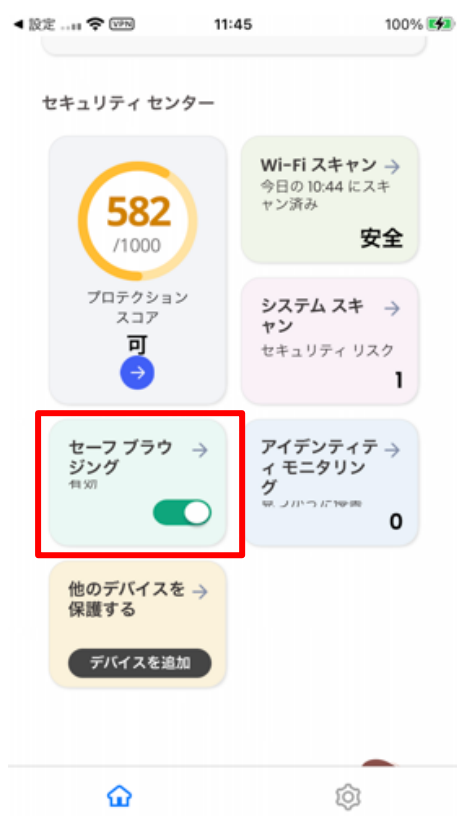 設定
VPN
11:45
100%
セキュリティ センター
582
/1000
プロテクション
スコア
可
Wi-Fi スキャン
今日の 10:44 にスキ
ャン済み
安全
システム スキ
ャン
セキュリティ リスク
1
セーフ ブラウ
ジング
有効
アイデンティテ
ィ モニタリン
グ
0
他のデバイスを
保護する
デバイスを追加